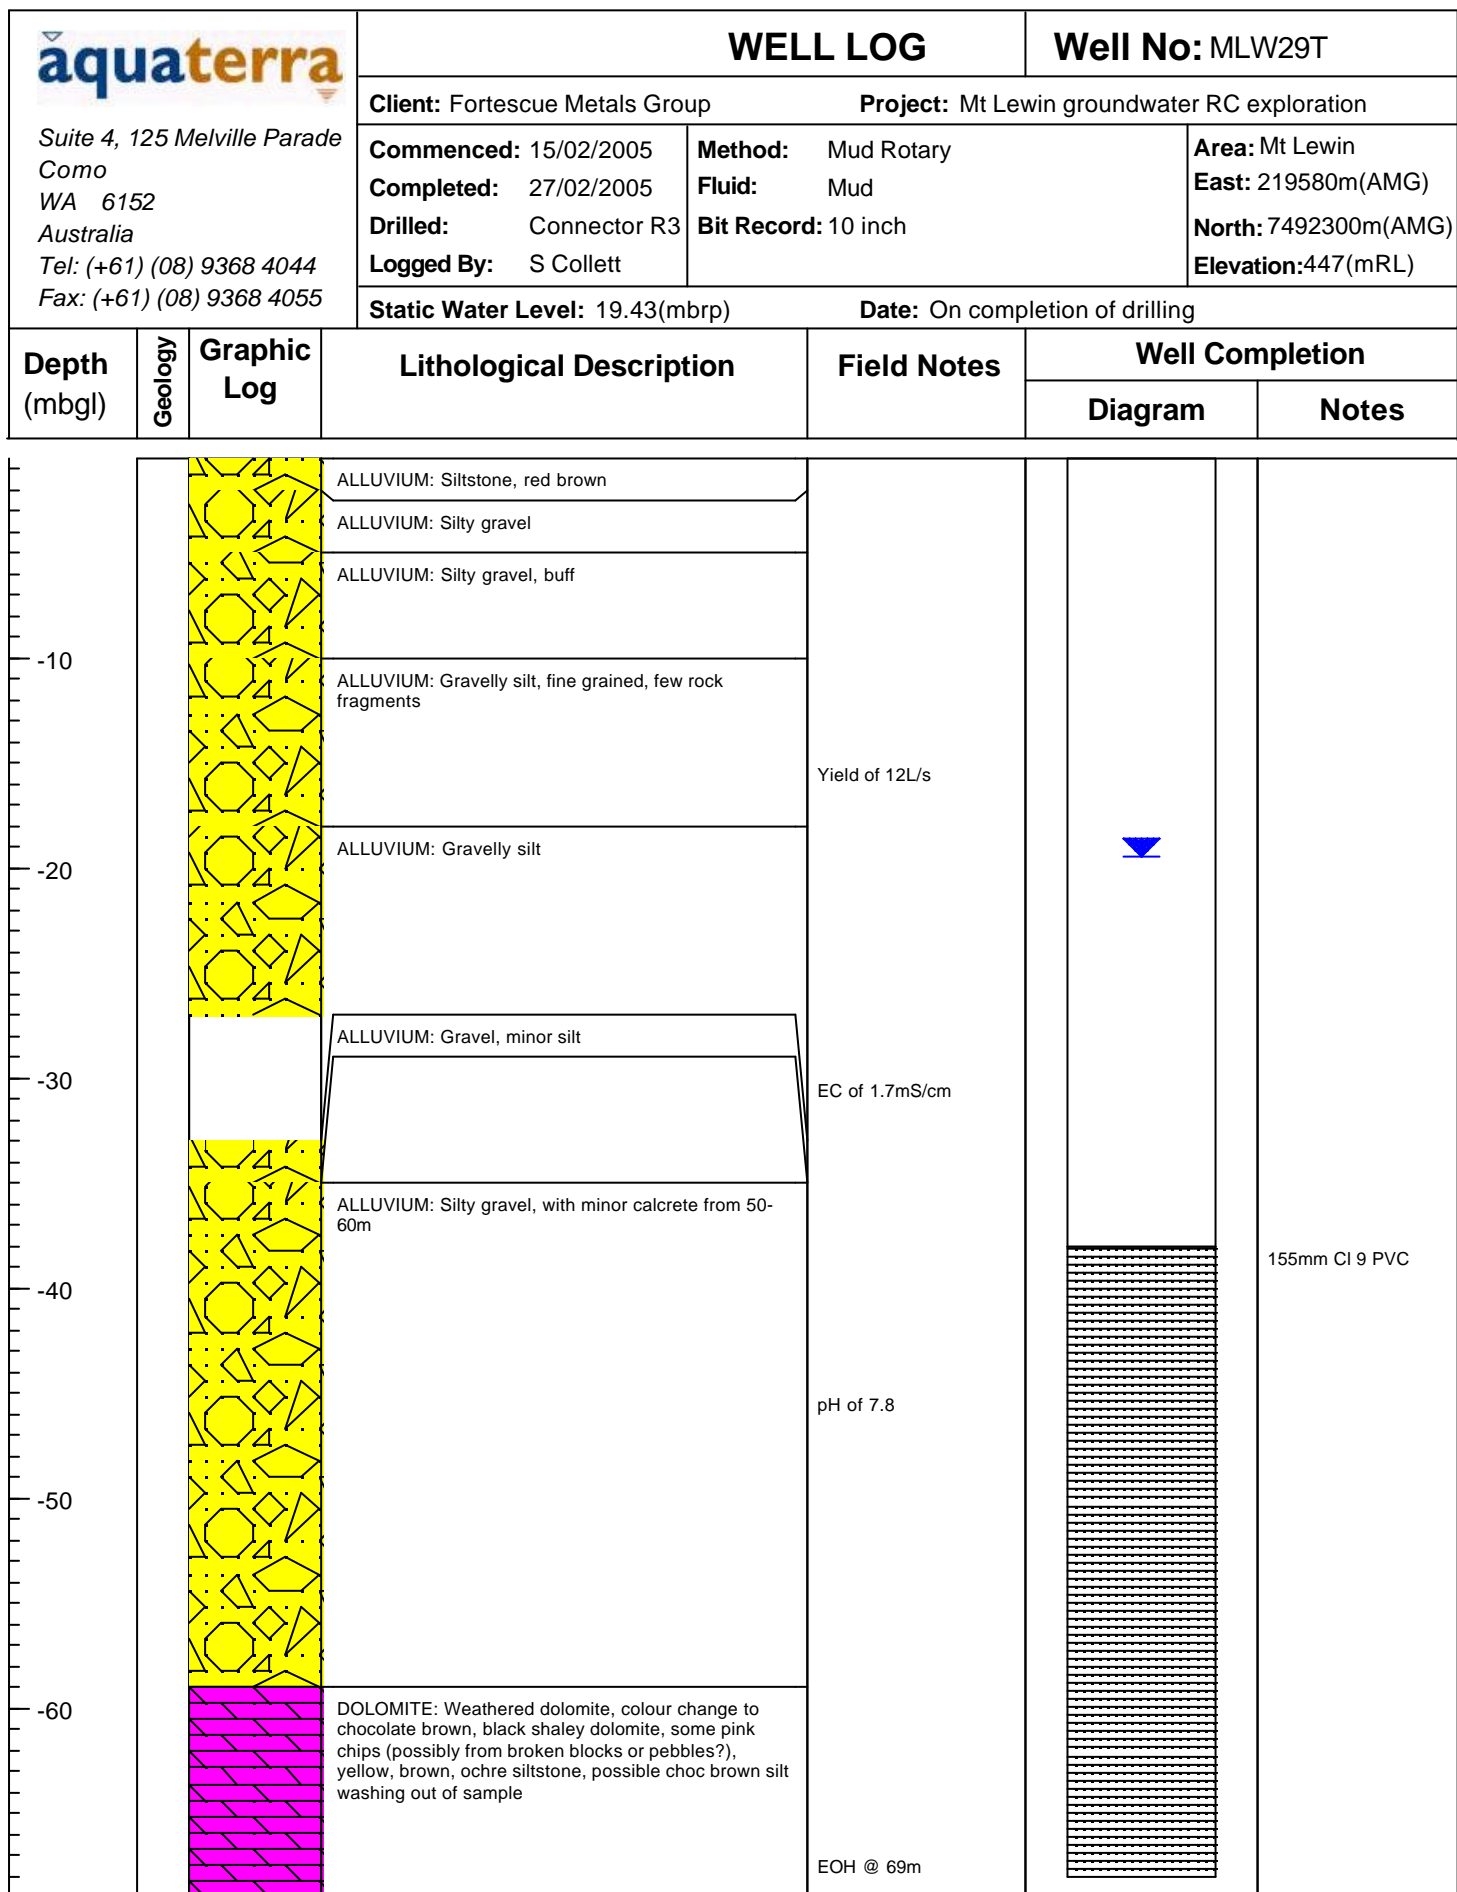 aquaterra
Suite 4, 125 Melville Parade
Como
WA 6152
Australia
Tel: (+61) (08) 9368 4044
Fax: (+61) (08) 9368 4055
WELL LOG
Well No: MLW29T
Client: Fortescue Metals Group
Project: Mt Lewin groundwater RC exploration
Commenced: 15/02/2005
Completed: 27/02/2005
Drilled: Connector R3
Logged By: S Collett
Method: Mud Rotary
Fluid: Mud
Bit Record: 10 inch
Area: Mt Lewin
East: 219580m(AMG)
North: 7492300m(AMG)
Elevation:447(mRL)
Static Water Level: 19.43(mbrp)
Date: On completion of drilling
Depth
(mbgl)
Geology
Graphic
Log
Lithological Description
Field Notes
Well Completion
Diagram
Notes
ALLUVIUM: Siltstone, red brown
ALLUVIUM: Silty gravel
ALLUVIUM: Silty gravel, buff
-10
ALLUVIUM: Gravelly silt, fine grained, few rock
fragments
Yield of 12L/s
ALLUVIUM: Gravelly silt
-20
ALLUVIUM: Gravel, minor silt
-30
EC of 1.7mS/cm
ALLUVIUM: Silty gravel, with minor calcrete from 50-
60m
155mm Cl 9 PVC
-40
pH of 7.8
-50
-60
DOLOMITE: Weathered dolomite, colour change to
chocolate brown, black shaley dolomite, some pink
chips (possibly from broken blocks or pebbles?),
yellow, brown, ochre siltstone, possible choc brown silt
washing out of sample
EOH @ 69m